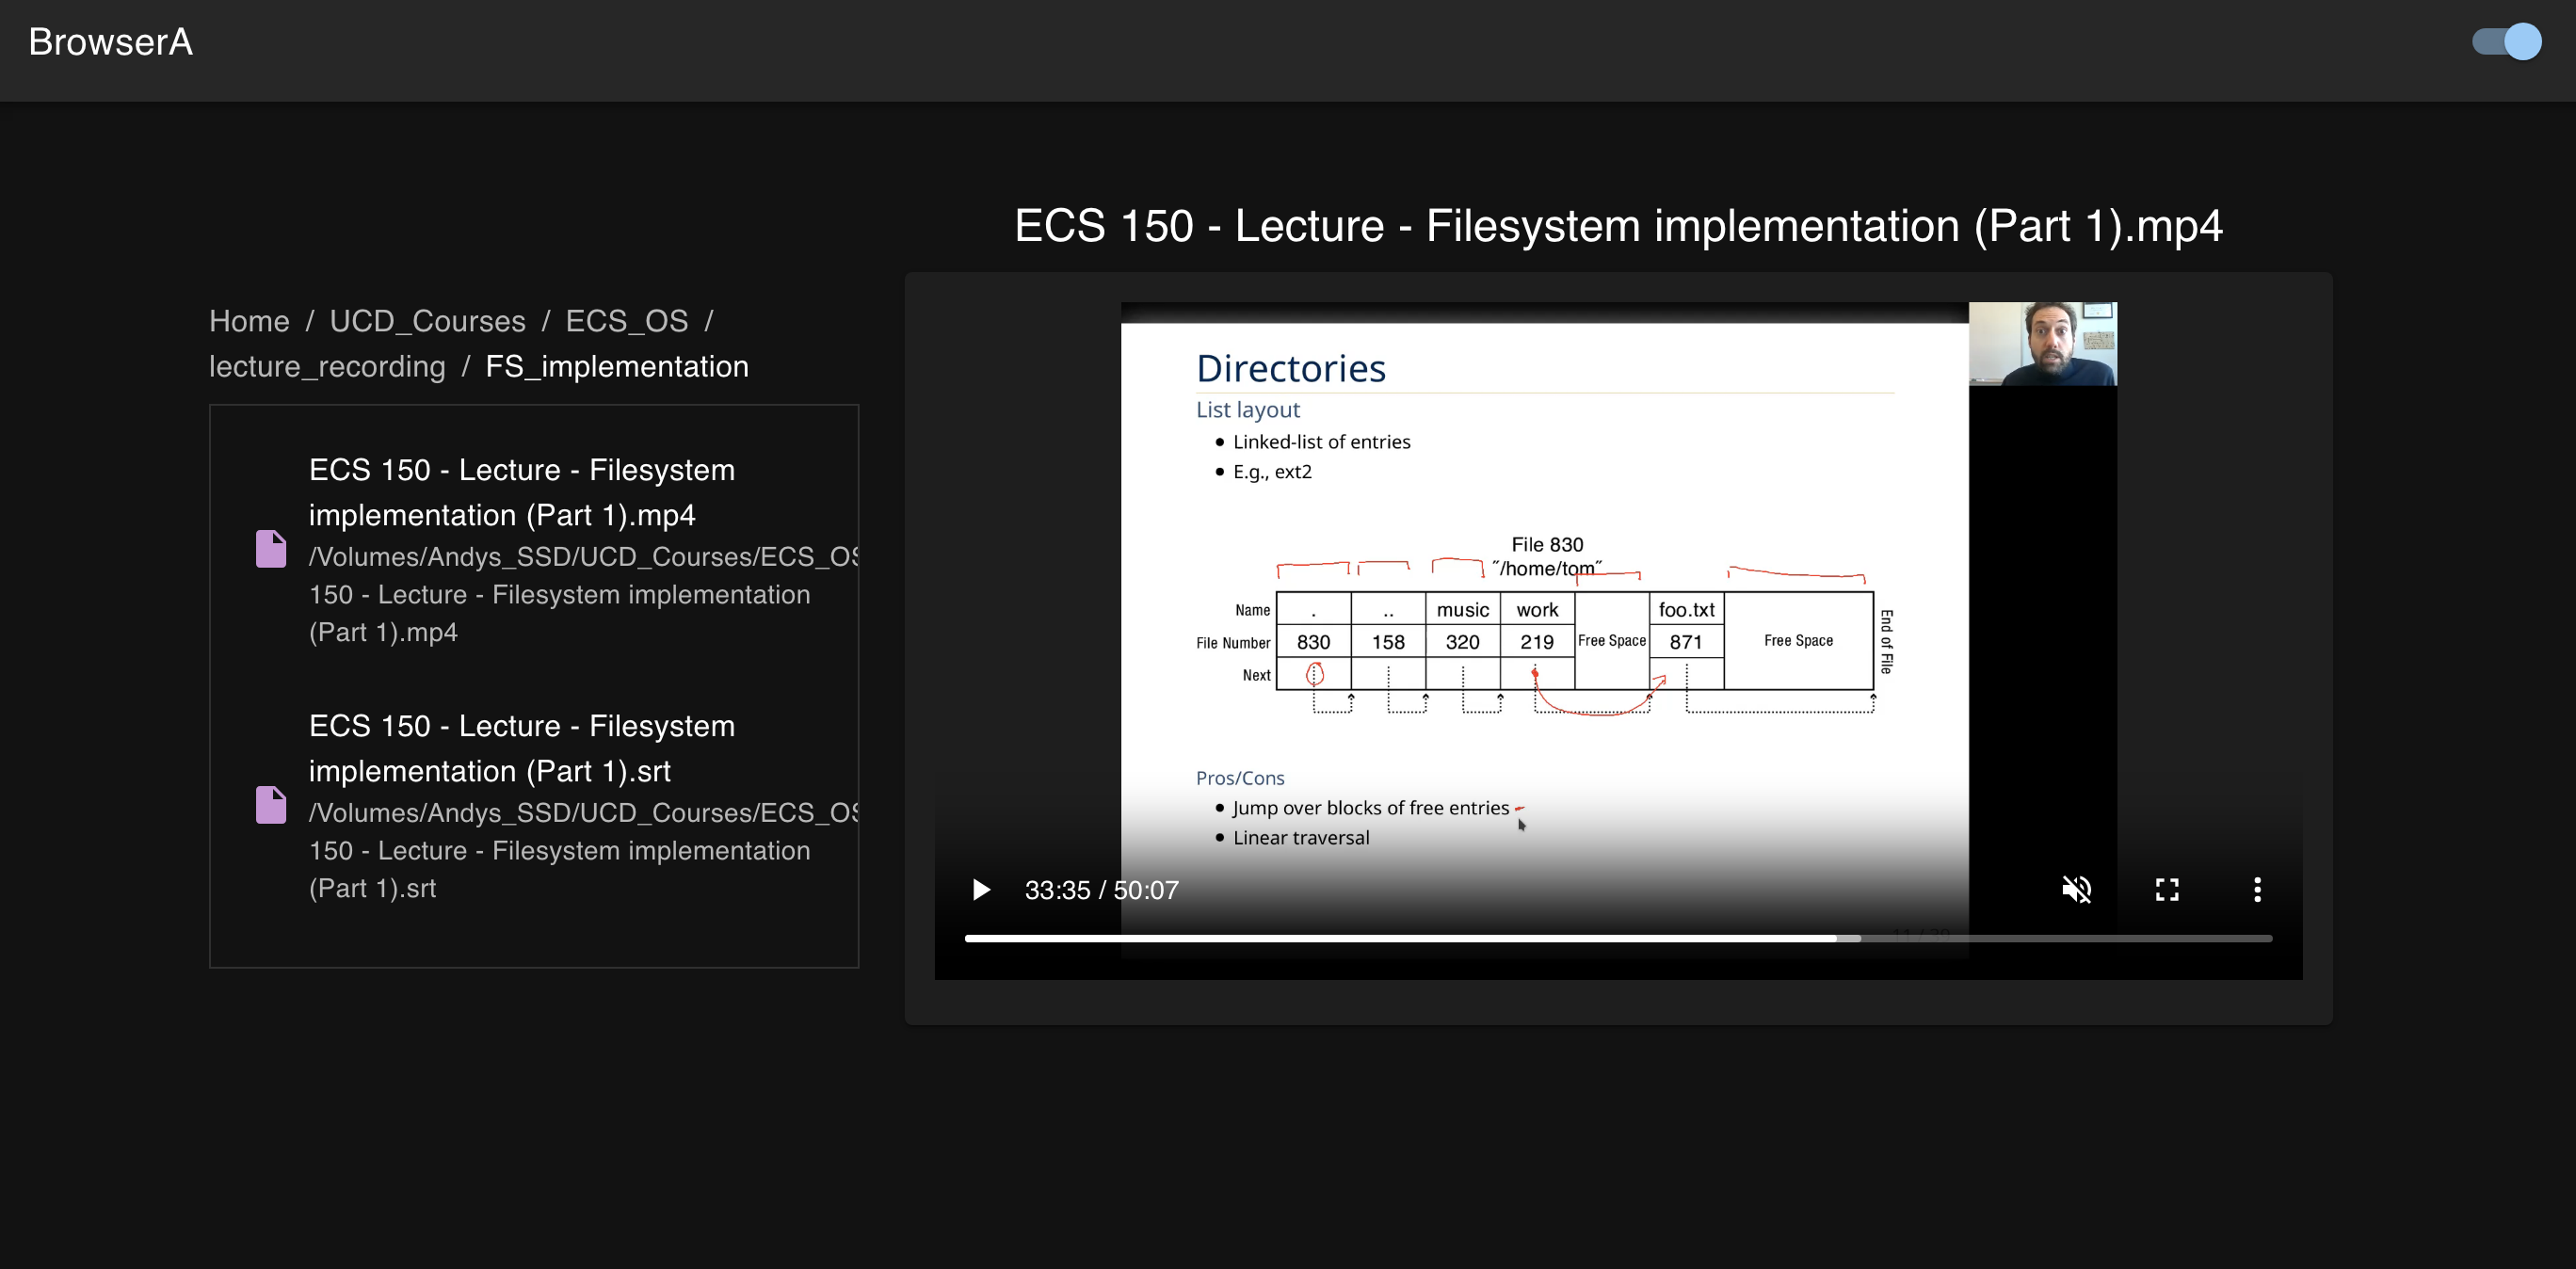 BrowserA
ECS 150 - Lecture - Filesystem implementation (Part 1).mp4
Home / UCD_Courses / ECS_OS /
lecture_recording / FS_implementation
ECS 150 - Lecture - Filesystem
implementation (Part 1).mp4
/Volumes/Andys_SSD/UCD_Courses/ECS_OS
150 - Lecture - Filesystem implementation
(Part 1).mp4
ECS 150 - Lecture - Filesystem
implementation (Part 1).srt
/Volumes/Andys_SSD/UCD_Courses/ECS_OS
150 - Lecture - Filesystem implementation
(Part 1).srt
Directories
List layout
• Linked-list of entries
• E.g., ext2
File 830
"/home/tom"
Name . .. music work foo.txt
File Number 830 158 320 219 Free Space 871 Free Space
Next
End of File
Pros/Cons
• Jump over blocks of free entries
• Linear traversal
33:35 / 50:07
11 / 39